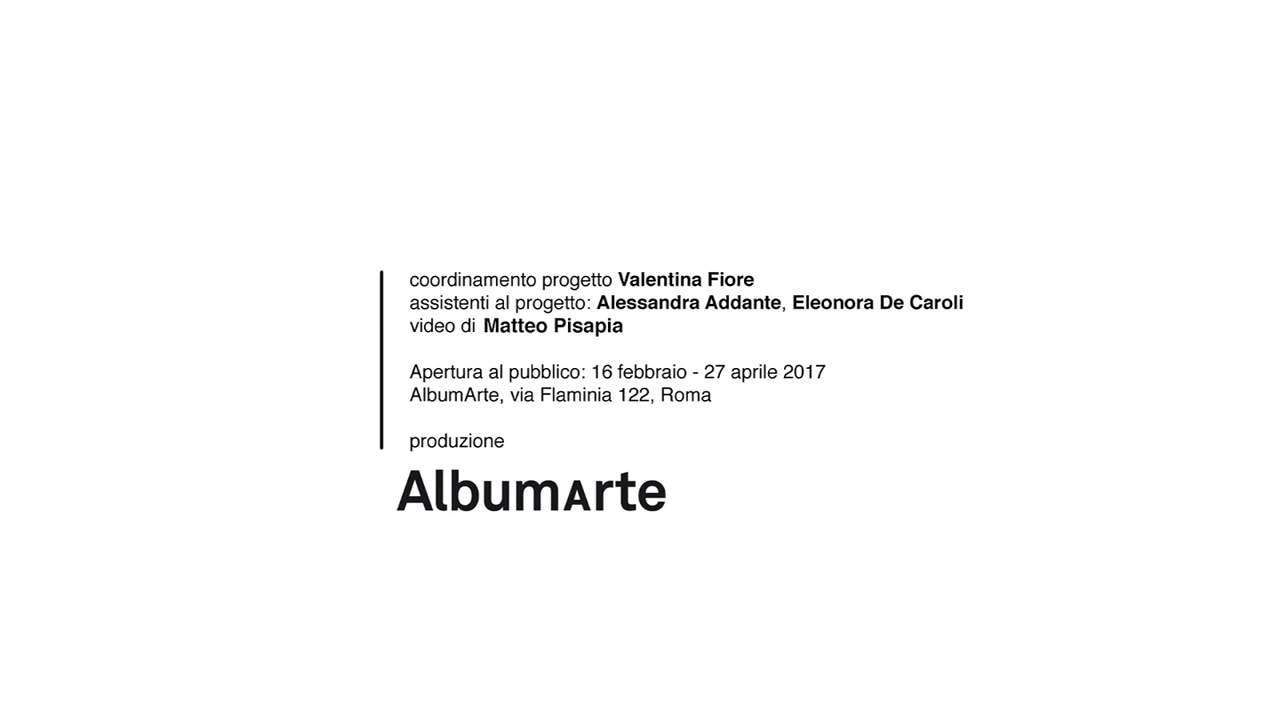 coordinamento progetto Valentina Fiore
assistenti al progetto: Alessandra Addante, Eleonora De Caroli
video di Matteo Pisapia
Apertura al pubblico: 16 febbraio - 27 aprile 2017
AlbumArte, via Flaminia 122, Roma
produzione
AlbumArte